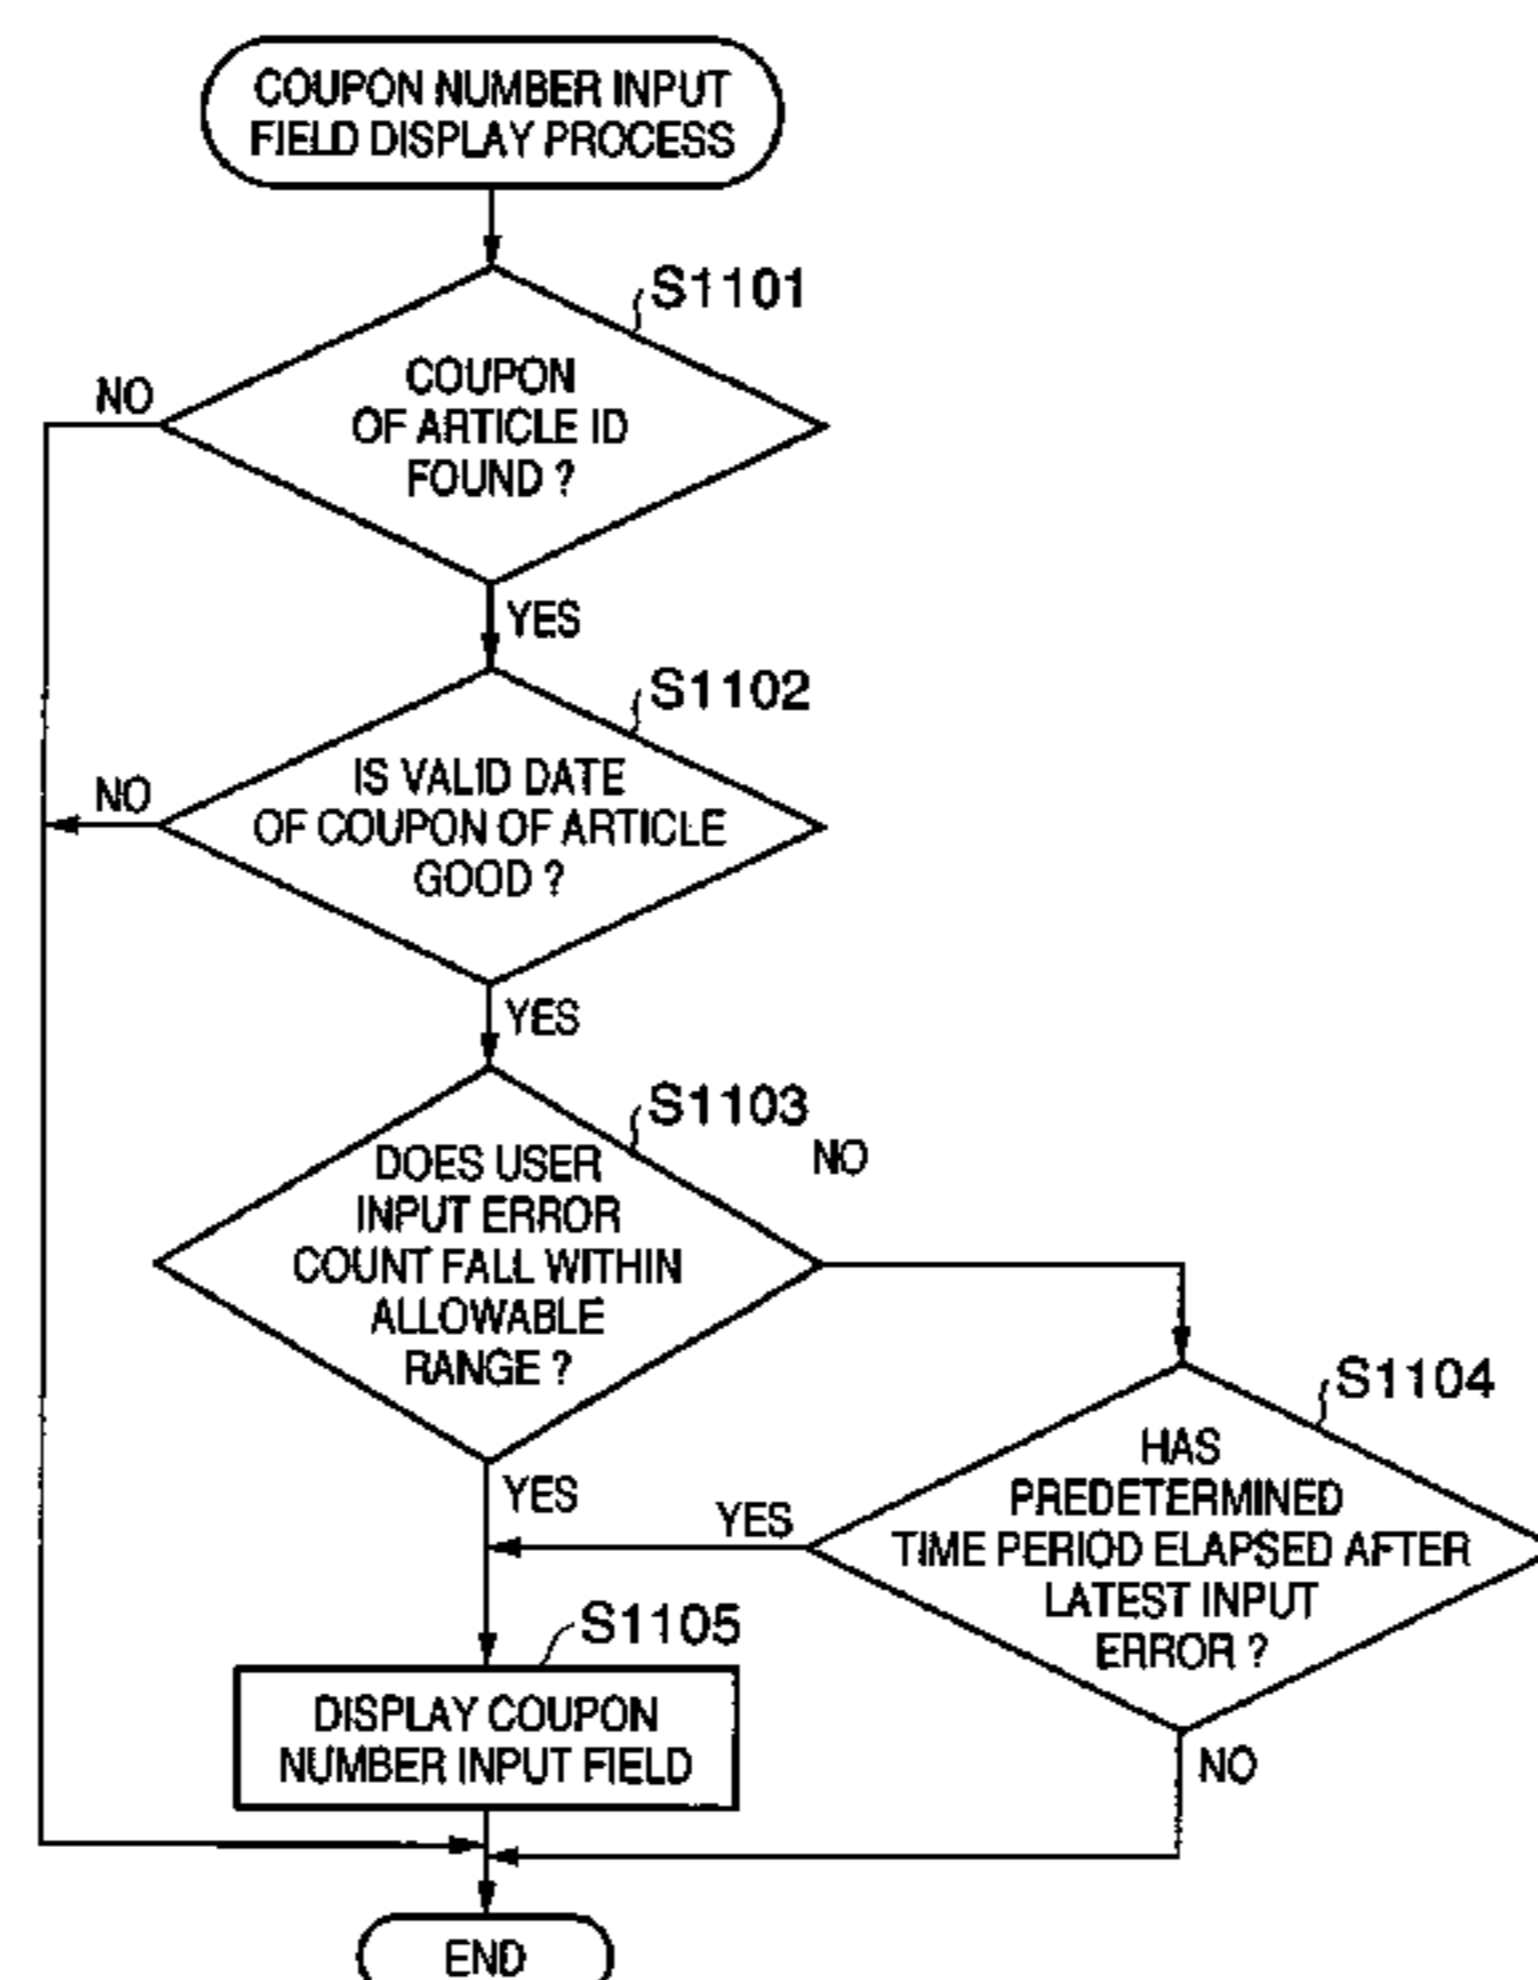 COUPON NUMBER INPUT
FIELD DISPLAY PROCESS
S1101
COUPON
OF ARTICLE ID
FOUND ?
NO
YES
S1102
IS VALID DATE
OF COUPON OF ARTICLE
GOOD ?
NO
YES
S1103
DOES USER
INPUT ERROR
COUNT FALL WITHIN
ALLOWABLE
RANGE ?
NO
YES
S1104
HAS
PREDETERMINED
TIME PERIOD ELAPSED AFTER
LATEST INPUT
ERROR ?
YES
NO
S1105
DISPLAY COUPON
NUMBER INPUT FIELD
END